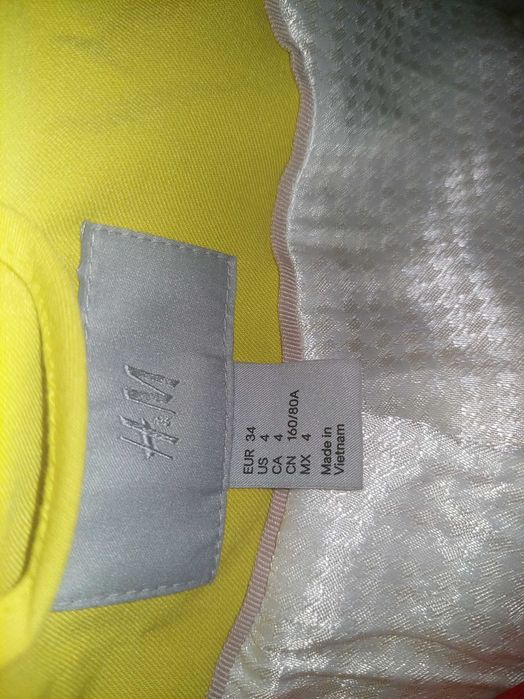 H&M
EUR 34
US 4
CA 4
CN 160/80A
MX 4
Made in
Vietnam